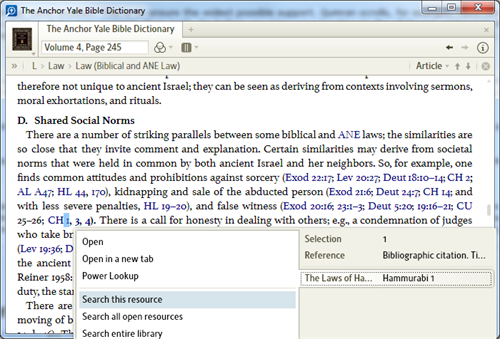 The Anchor Yale Bible Dictionary
The Anchor Yale Bible Dictionary
Volume 4, Page 245
» L › Law › Law (Biblical and ANE Law)
Article
therefore not unique to ancient Israel; they can be seen as deriving from contexts involving sermons,
moral exhortations, and rituals.
D. Shared Social Norms
There are a number of striking parallels between some biblical and ANE laws; the similarities are
so close that they invite comment and explanation. Certain similarities may derive from societal
norms that were held in common by both ancient Israel and her neighbors. So, for example, one
finds common attitudes and prohibitions against sorcery (Exod 22:17; Lev 20:27; Deut 18:10–14; CH 2;
AL A47; HL 44, 170), kidnapping and sale of the abducted person (Exod 21:6; Deut 24:7; CH 14; and
with less severe penalties, HL 19–20), and false witness (Exod 20:16; 23:1–3; Deut 5:20; 19:16–21; CU
25–26; CH 1, 3, 4). There is a call for honesty in dealing with others; e.g., a condemnation of judges
who take br
(Lev 19:36; D
the ancient
Reiner 1958:
duty, the sta
There are
moving of b
Open
Open in a new tab
Power Lookup
Search this resource
Search all open resources
Search entire library
Selection 1
Reference Bibliographic citation. Ti...
The Laws of Ha... Hammurabi 1